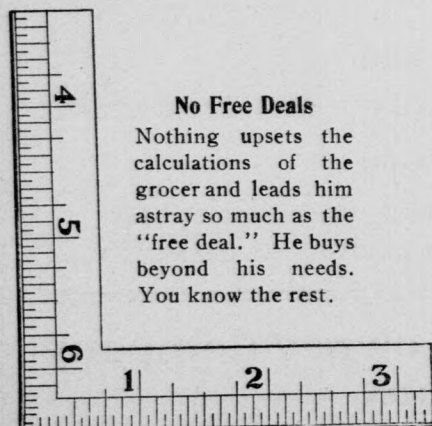 No Free Deals
Nothing upsets the
calculations of the
grocer and leads him
astray so much as the
“free deal.” He buys
beyond his needs.
You know the rest.
4
5
6
1 2 3